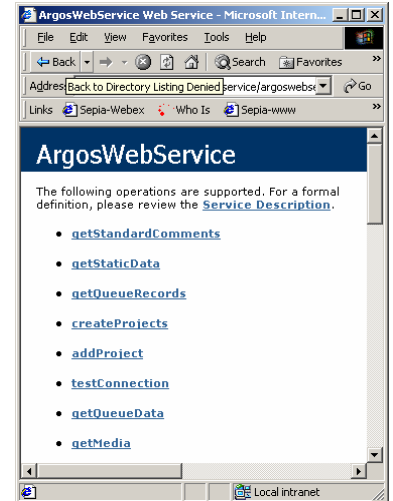 ArgosWebService Web Service - Microsoft Intern...
File Edit View Favorites Tools Help
Back Search Favorites »
Address Back to Directory Listing Denied service/argoswebse Go
Links Sepia-Webex Who Is Sepia-www »
ArgosWebService
The following operations are supported. For a formal
definition, please review the Service Description.
• getStandardComments
• getStaticData
• getQueueRecords
• createProjects
• addProject
• testConnection
• getQueueData
• getMedia
Local intranet